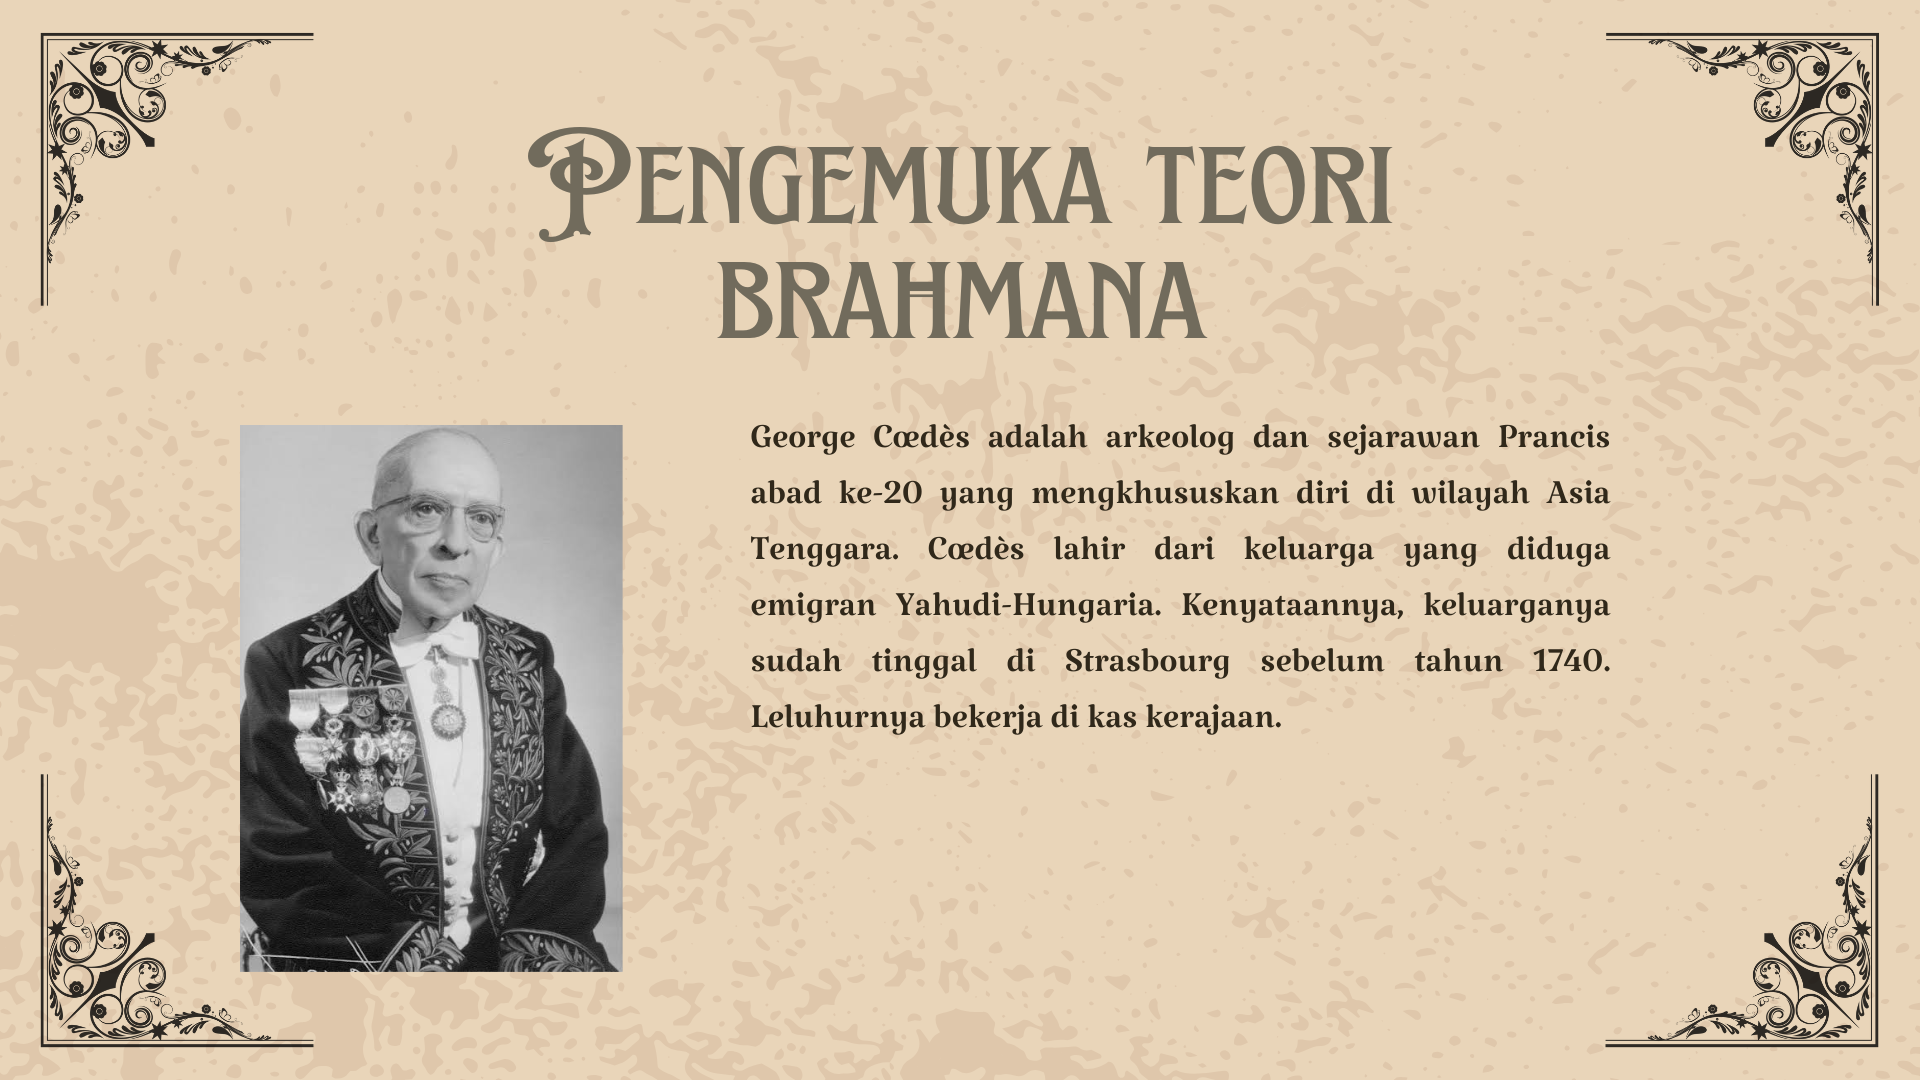 Pengemuka teori
brahmana
George Cœdès adalah arkeolog dan sejarawan Prancis
abad ke-20 yang mengkhususkan diri di wilayah Asia
Tenggara. Cœdès lahir dari keluarga yang diduga
emigran Yahudi-Hungaria. Kenyataannya, keluarganya
sudah tinggal di Strasbourg sebelum tahun 1740.
Leluhurnya bekerja di kas kerajaan.